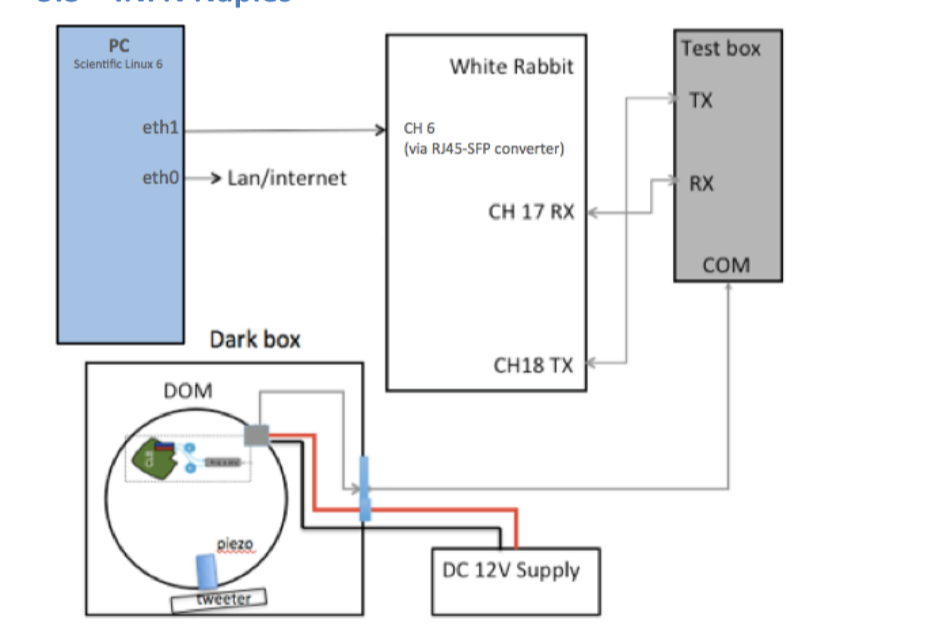 PC
Scientific Linux 6
eth1
eth0
Lan/internet
White Rabbit
CH 6
(via RJ45-SFP converter)
CH 17 RX
CH18 TX
Test box
TX
RX
COM
Dark box
DOM
CLB
piezo
tweeter
DC 12V Supply